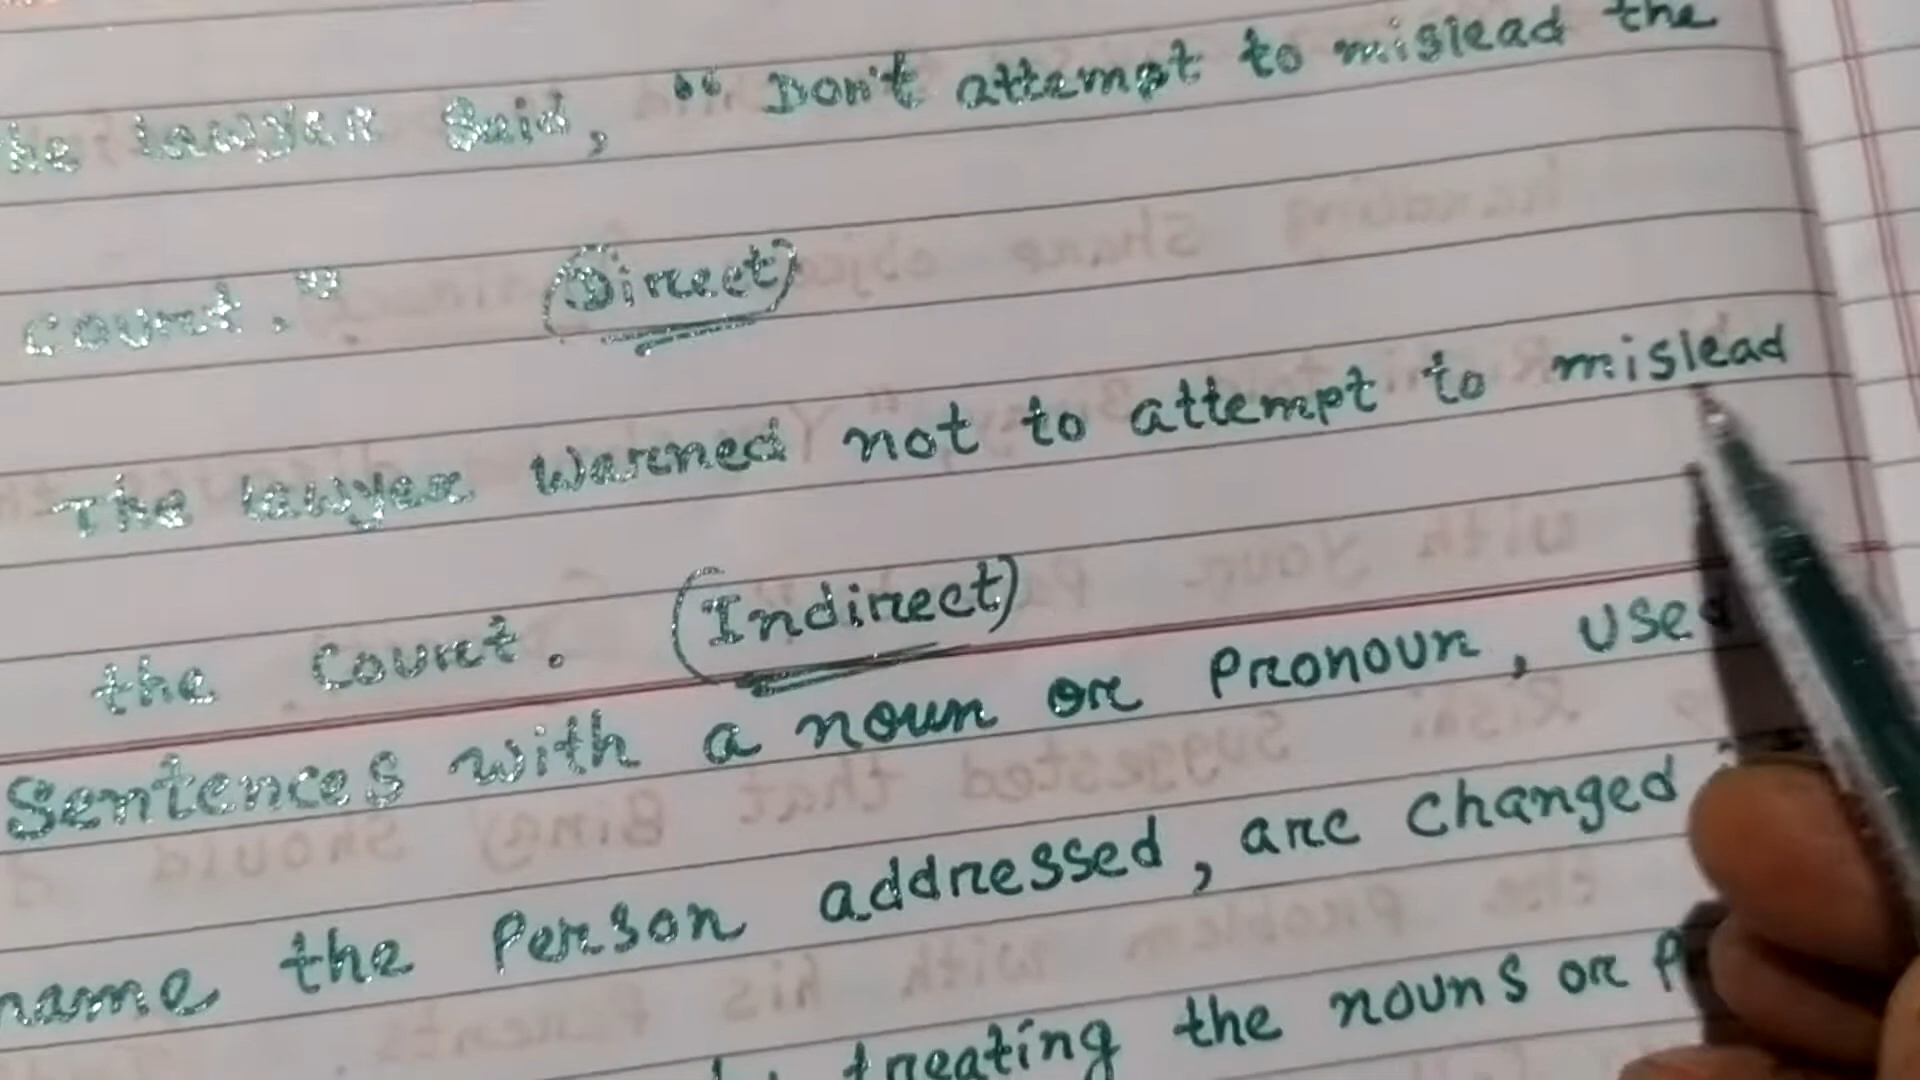 he lawyer Said, "Don't attempt to mislead the
court." (Direct)
The lawyer warned not to attempt to mislead
the Court. (Indirect)
Sentences with a noun or Pronoun, used
name the Person addressed, are changed
treating the nouns or